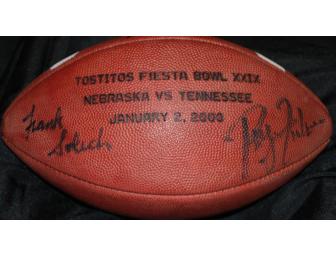 TOSTITOS FIESTA BOWL XXIX
NEBRASKA VS TENNESSEE
JANUARY 2, 2000
Frank
Solich